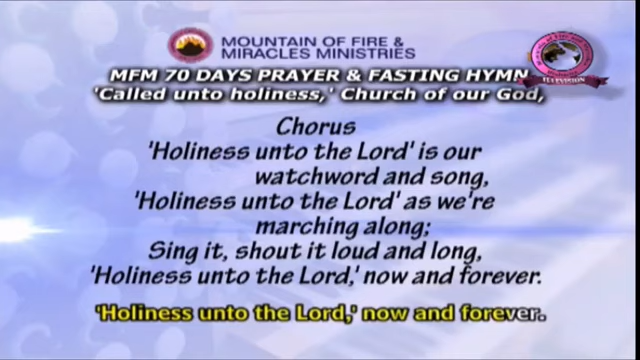 MOUNTAIN OF FIRE &
MIRACLES MINISTRIES
MFM 70 DAYS PRAYER & FASTING HYMN
'Called unto holiness,' Church of our God,
TELEVISION
Chorus
'Holiness unto the Lord' is our
watchword and song,
'Holiness unto the Lord' as we're
marching along;
Sing it, shout it loud and long,
'Holiness unto the Lord,' now and forever.
'Holiness unto the Lord,' now and forever.